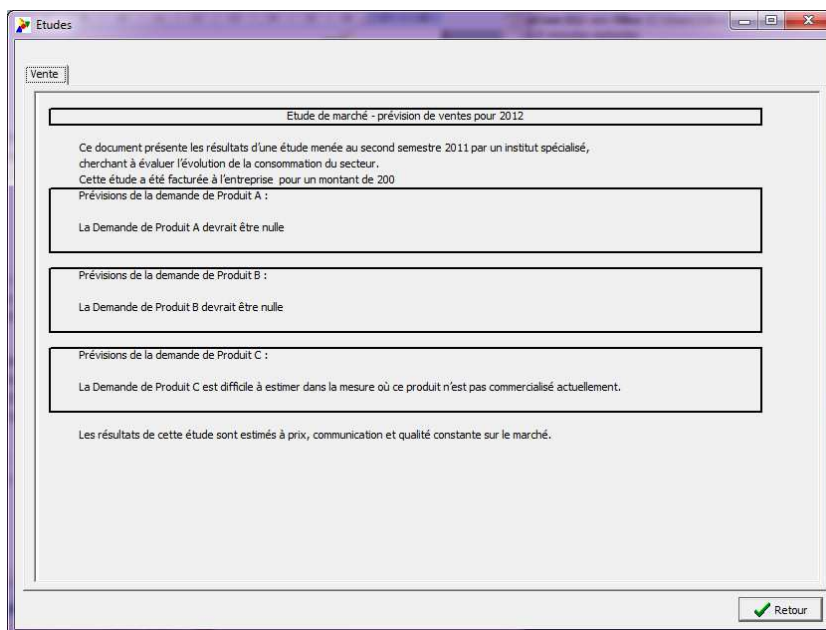 Etudes
Vente
Etude de marché - prévision de ventes pour 2012
Ce document présente les résultats d'une étude menée au second semestre 2011 par un institut spécialisé,
cherchant à évaluer l'évolution de la consommation du secteur.
Cette étude a été facturée à l'entreprise pour un montant de 200
Prévisions de la demande de Produit A :
La Demande de Produit A devrait être nulle
Prévisions de la demande de Produit B :
La Demande de Produit B devrait être nulle
Prévisions de la demande de Produit C :
La Demande de Produit C est difficile à estimer dans la mesure où ce produit n'est pas commercialisé actuellement.
Les résultats de cette étude sont estimés à prix, communication et qualité constante sur le marché.
Retour